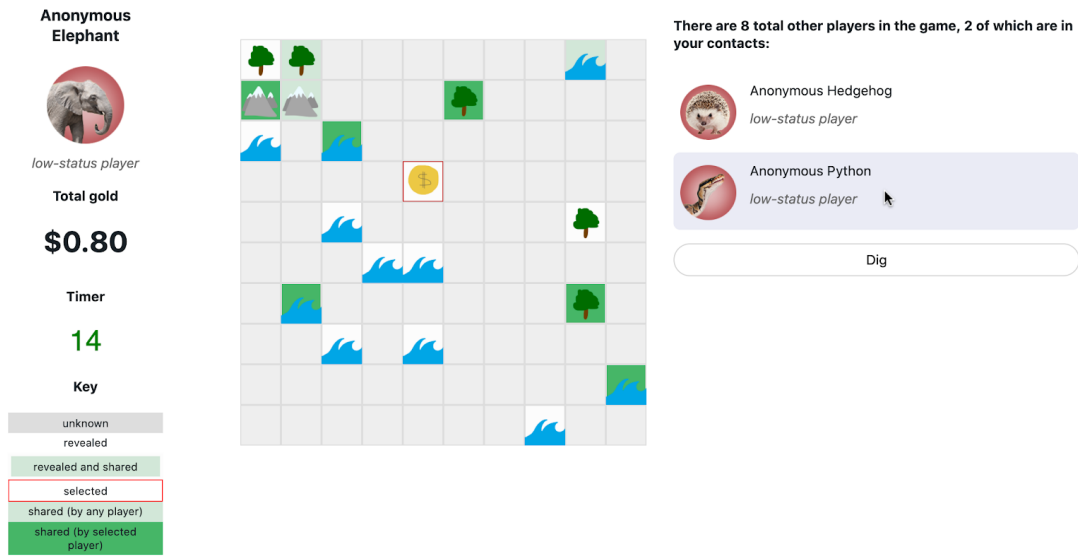 Anonymous
Elephant
low-status player
Total gold
$0.80
Timer
14
Key
unknown
revealed
revealed and shared
selected
shared (by any player)
shared (by selected
player)
There are 8 total other players in the game, 2 of which are in
your contacts:
Anonymous Hedgehog
low-status player
Anonymous Python
low-status player
Dig